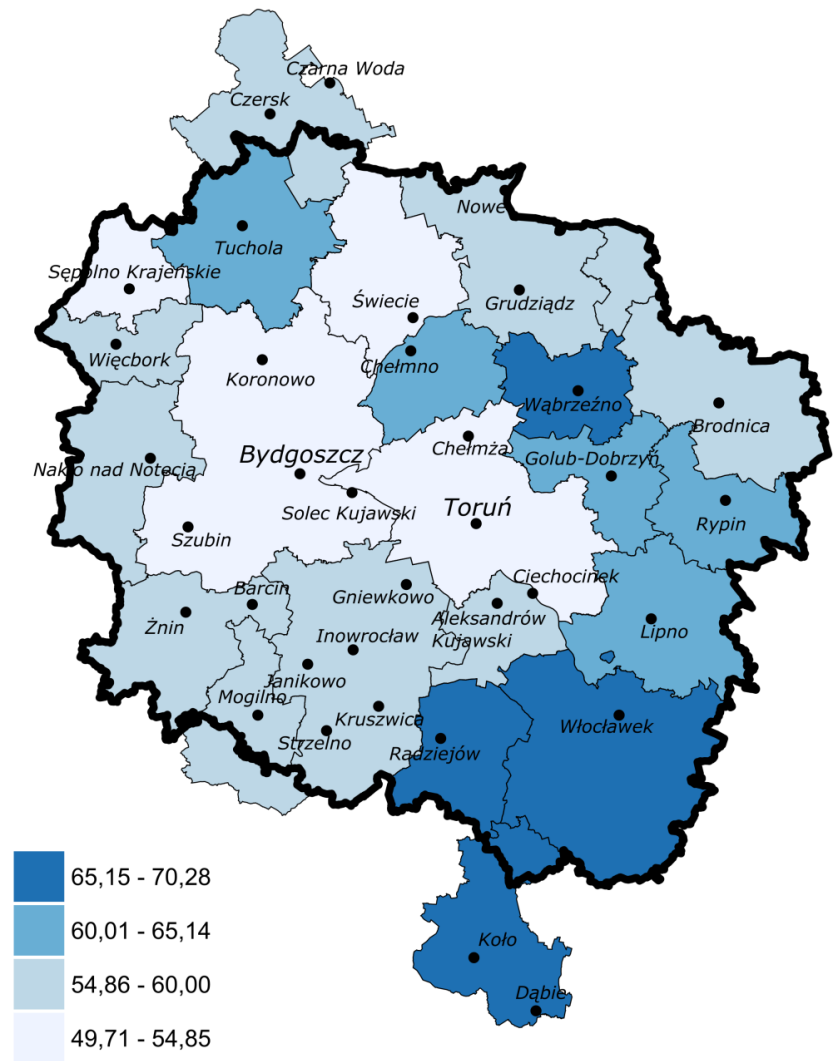 Czarna Woda
Czersk
Nowe
Tuchola
Sępolno Krajeńskie
Świecie
Grudziądz
Więcbork
Koronowo
Chełmno
Wąbrzeźno
Brodnica
Chełmża
Bydgoszcz
Golub-Dobrzyń
Nakło nad Notecią
Solec Kujawski
Toruń
Rypin
Szubin
Ciechocinek
Barcin
Gniewkowo
Żnin
Aleksandrów
Kujawski
Lipno
Inowrocław
Janikowo
Mogilno
Kruszwica
Włocławek
Strzelno
Radziejów
65,15 - 70,28
60,01 - 65,14
Koło
54,86 - 60,00
Dąbie
49,71 - 54,85